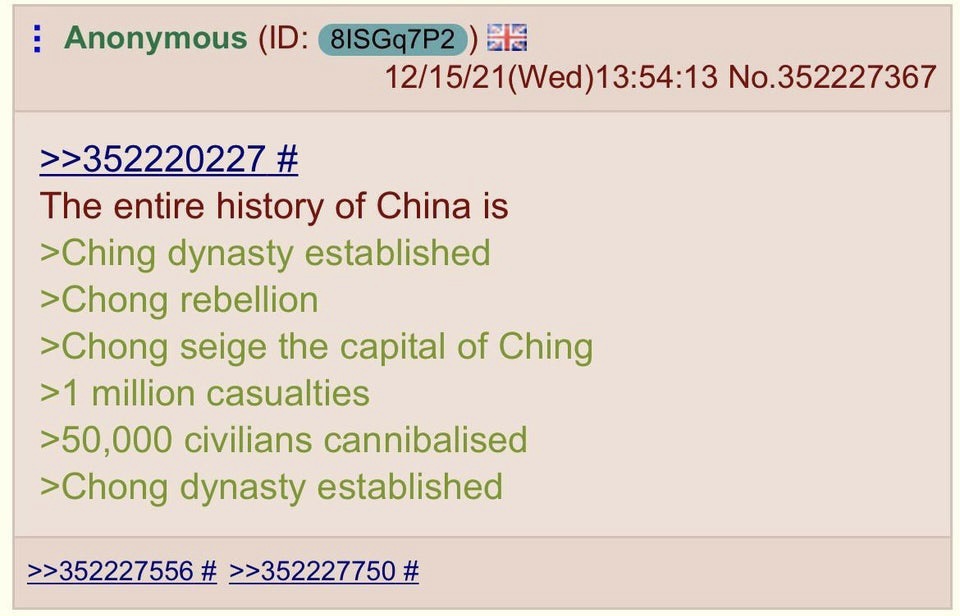 Anonymous (ID: 8ISGq7P2)
12/15/21(Wed)13:54:13 No.352227367
>>352220227 #
The entire history of China is
>Ching dynasty established
>Chong rebellion
>Chong seige the capital of Ching
>1 million casualties
>50,000 civilians cannibalised
>Chong dynasty established
>>352227556 # >>352227750 #